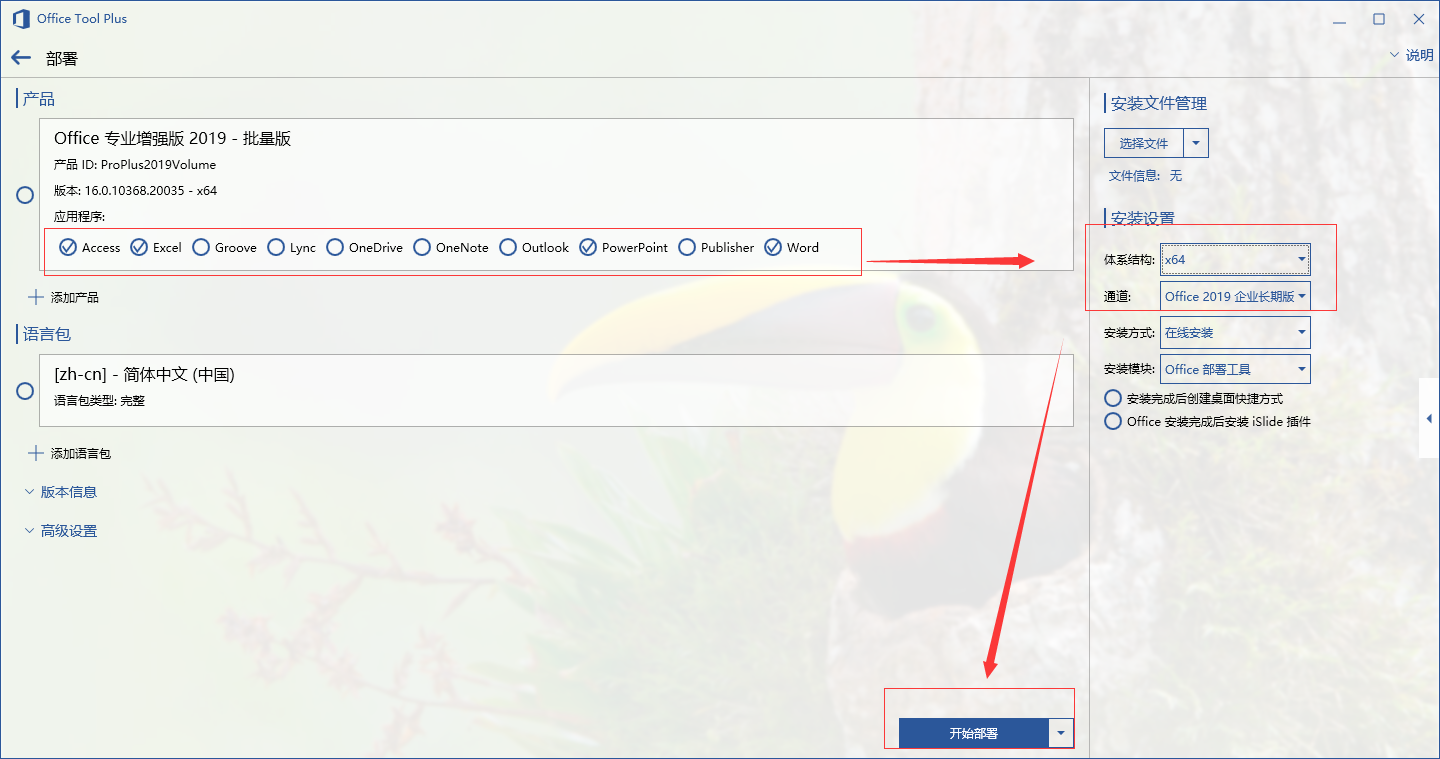 Office Tool Plus
部署
说明
产品
Office 专业增强版 2019 - 批量版
产品 ID: ProPlus2019Volume
版本: 16.0.10368.20035 - x64
应用程序:
Access Excel Groove Lync OneDrive OneNote Outlook PowerPoint Publisher Word
添加产品
语言包
[zh-cn] - 简体中文 (中国)
语言包类型: 完整
添加语言包
版本信息
高级设置
开始部署
安装文件管理
选择文件
文件信息: 无
安装设置
体系结构: x64
通道: Office 2019 企业长期版
安装方式: 在线安装
安装模块: Office 部署工具
安装完成后创建桌面快捷方式
Office 安装完成后安装 iSlide 插件